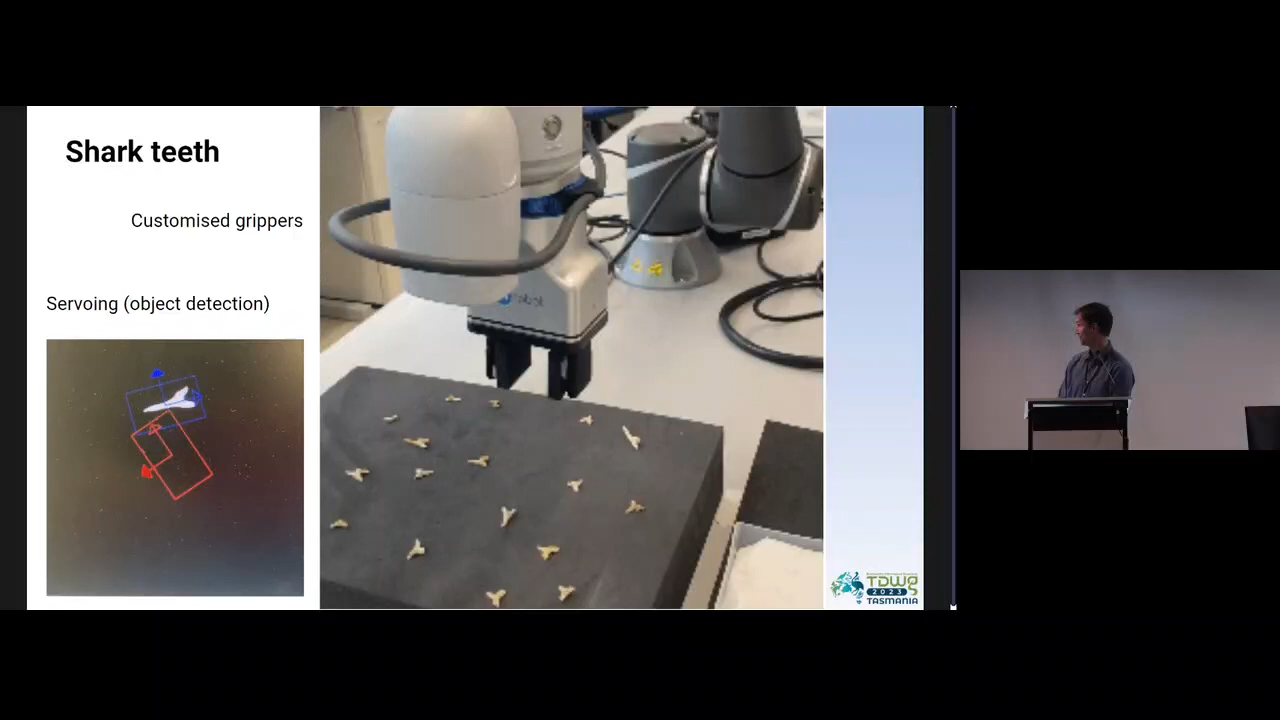 Shark teeth
Customised grippers
Servoing (object detection)
TDWG
2023
TASMANIA